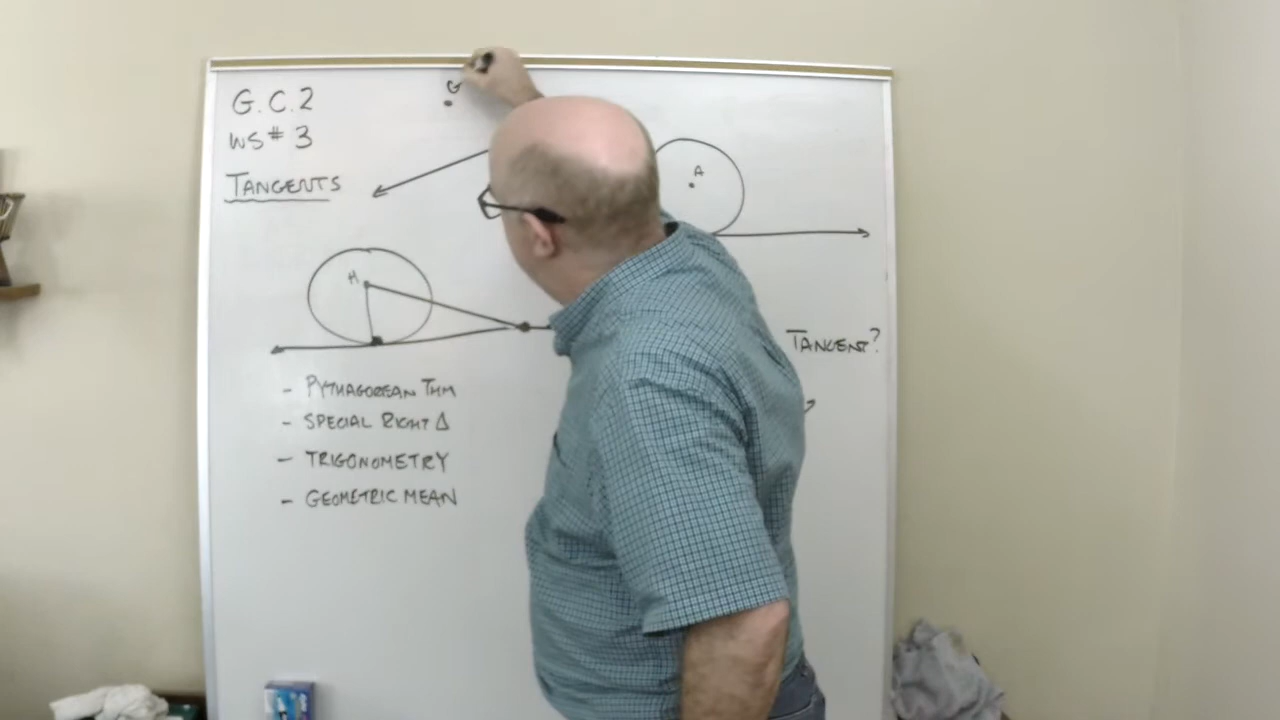 G.C.2
WS# 3
TANGENTS
G
A
H
TANGENT?
- PYTHAGOREAN THM
- SPECIAL RIGHT Δ
- TRIGONOMETRY
- GEOMETRIC MEAN